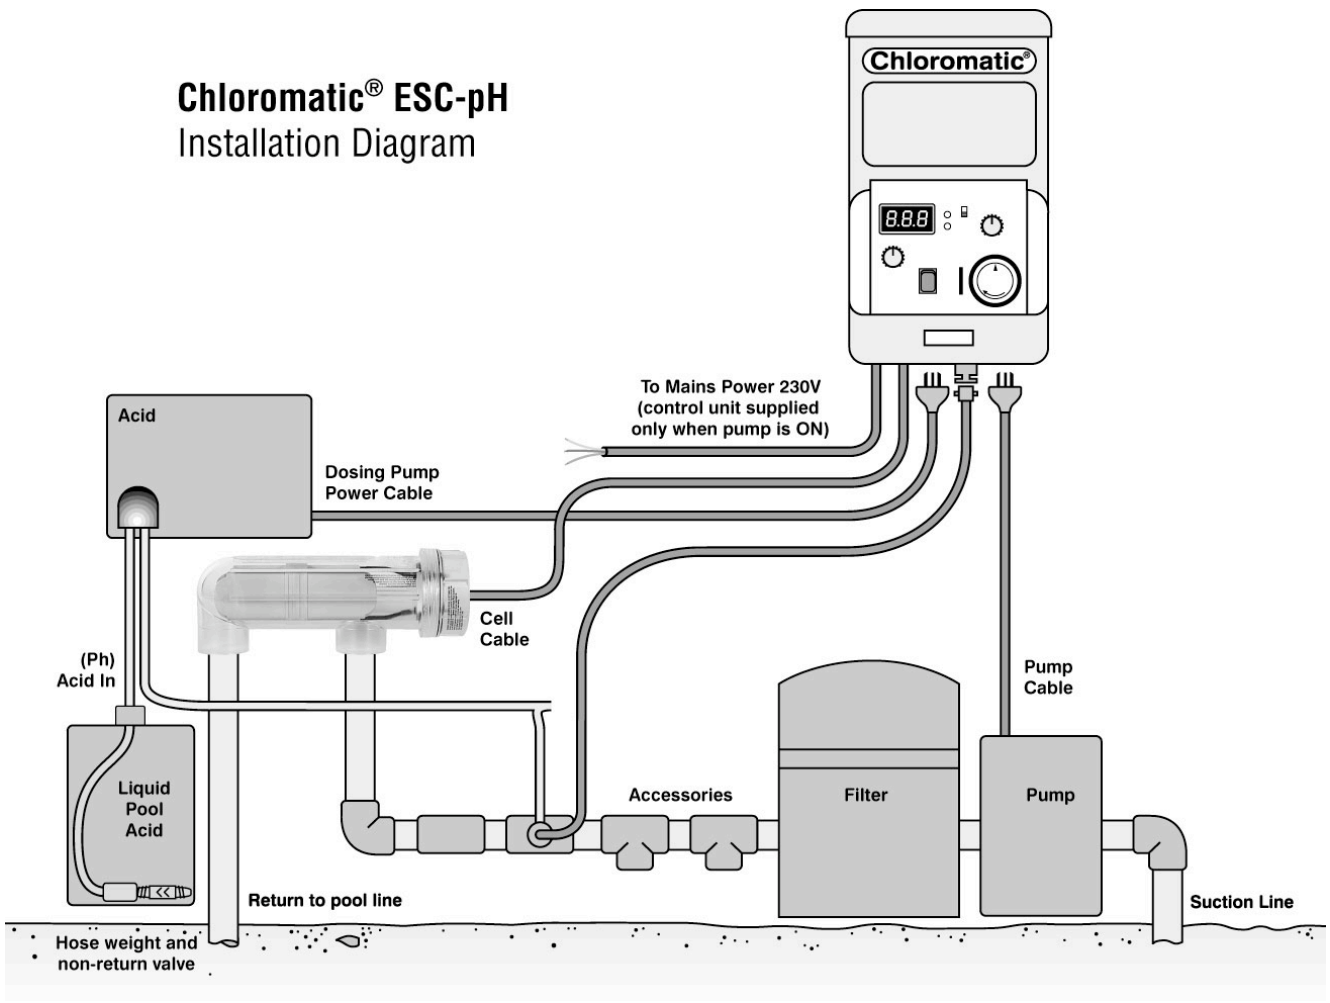 Chloromatic® ESC-pH
Installation Diagram
Chloromatic®
8.8.8
To Mains Power 230V
(control unit supplied
only when pump is ON)
Acid
Dosing Pump
Power Cable
Cell
Cable
(Ph)
Acid In
Pump
Cable
Liquid
Pool
Acid
Accessories
Filter
Pump
Return to pool line
Suction Line
Hose weight and
non-return valve